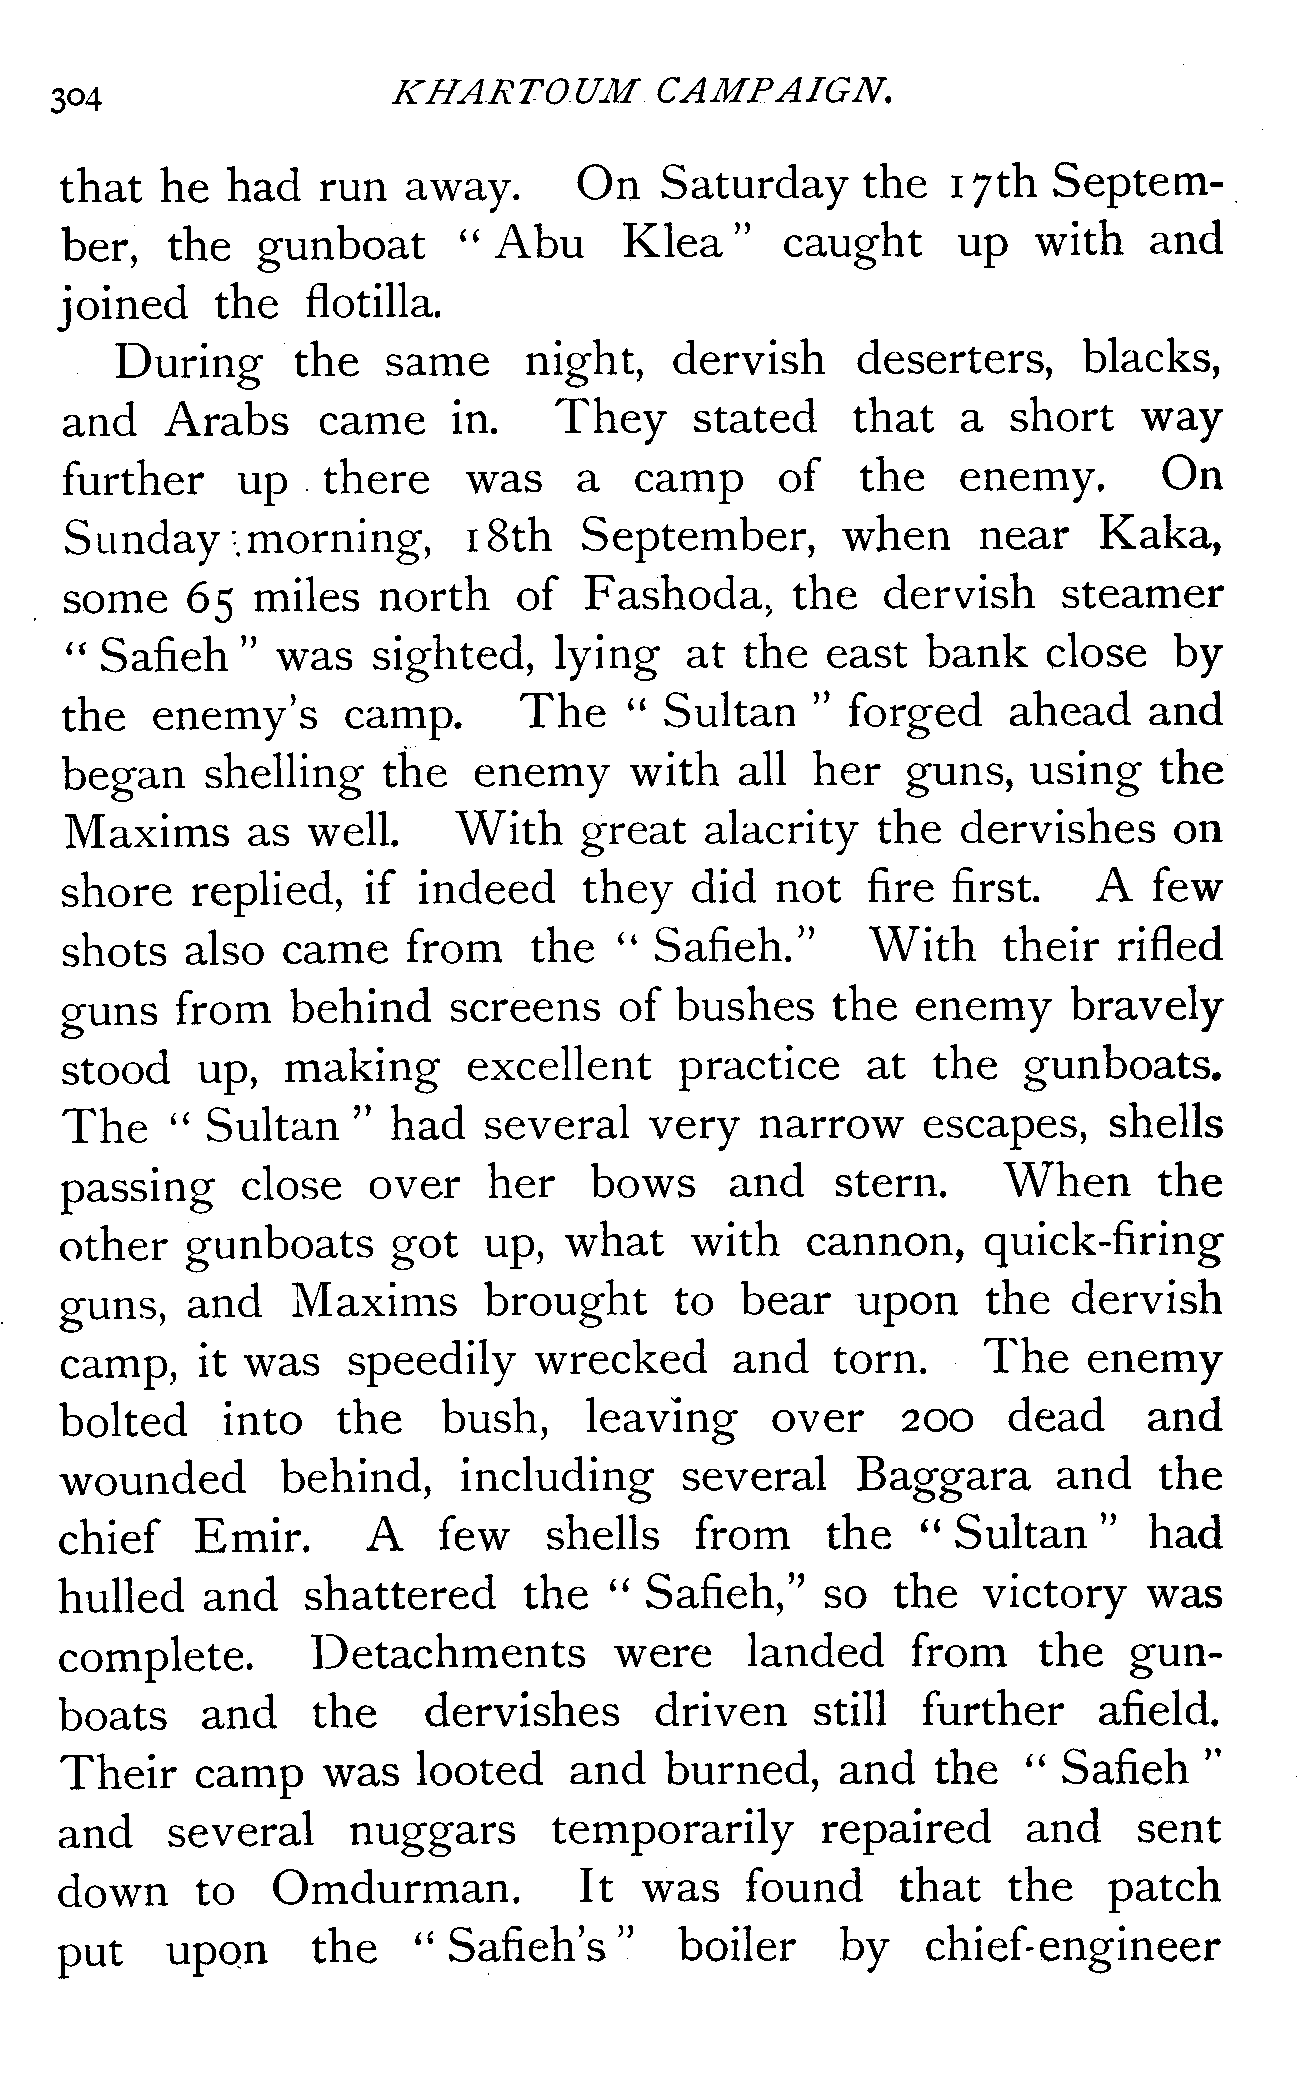 304 KHARTOUM CAMPAIGN.
that he had run away. On Saturday the 17th Septem-
ber, the gunboat “ Abu Klea ” caught up with and
joined the flotilla.
During the same night, dervish deserters, blacks,
and Arabs came in. They stated that a short way
further up there was a camp of the enemy. On
Sunday morning, 18th September, when near Kaka,
some 65 miles north of Fashoda, the dervish steamer
“ Safieh ” was sighted, lying at the east bank close by
the enemy's camp. The “ Sultan ” forged ahead and
began shelling the enemy with all her guns, using the
Maxims as well. With great alacrity the dervishes on
shore replied, if indeed they did not fire first. A few
shots also came from the “ Safieh.” With their rifled
guns from behind screens of bushes the enemy bravely
stood up, making excellent practice at the gunboats.
The “ Sultan ” had several very narrow escapes, shells
passing close over her bows and stern. When the
other gunboats got up, what with cannon, quick-firing
guns, and Maxims brought to bear upon the dervish
camp, it was speedily wrecked and torn. The enemy
bolted into the bush, leaving over 200 dead and
wounded behind, including several Baggara and the
chief Emir. A few shells from the “ Sultan ” had
hulled and shattered the “ Safieh,” so the victory was
complete. Detachments were landed from the gun-
boats and the dervishes driven still further afield.
Their camp was looted and burned, and the “ Safieh ”
and several nuggars temporarily repaired and sent
down to Omdurman. It was found that the patch
put upon the “ Safieh's ” boiler by chief-engineer